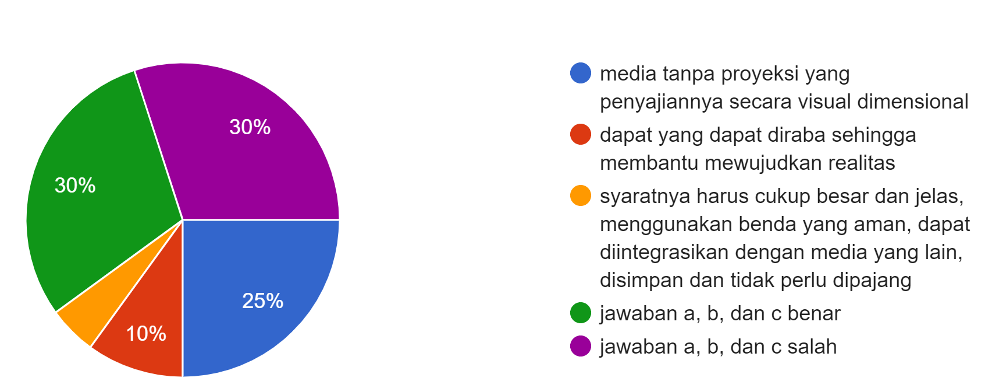 30%
30%
25%
10%
media tanpa proyeksi yang
penyajiannya secara visual dimensional
dapat yang dapat diraba sehingga
membantu mewujudkan realitas
syaratnya harus cukup besar dan jelas,
menggunakan benda yang aman, dapat
diintegrasikan dengan media yang lain,
disimpan dan tidak perlu dipajang
jawaban a, b, dan c benar
jawaban a, b, dan c salah